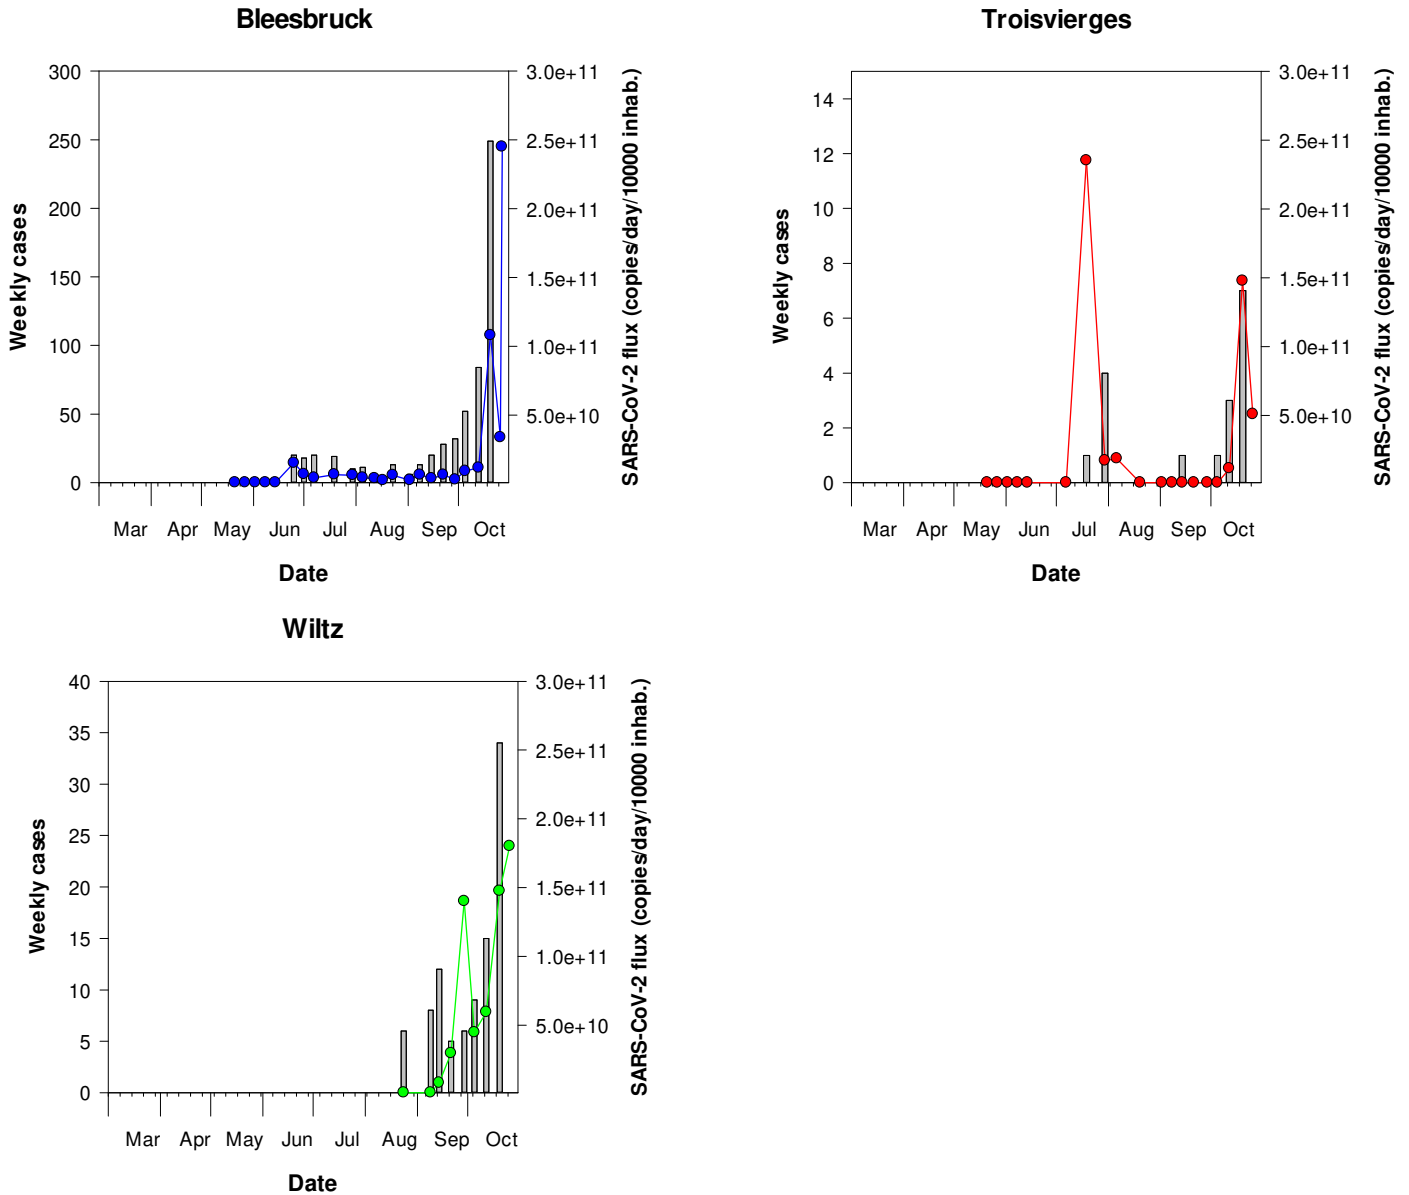 Bleesbruck
300
250
200
150
100
50
0
Weekly cases
3.0e+11
2.5e+11
2.0e+11
1.5e+11
1.0e+11
5.0e+10
SARS-CoV-2 flux (copies/day/10000 inhab.)
Mar Apr May Jun Jul Aug Sep Oct
Date
Troisvierges
14
12
10
8
6
4
2
0
Weekly cases
3.0e+11
2.5e+11
2.0e+11
1.5e+11
1.0e+11
5.0e+10
SARS-CoV-2 flux (copies/day/10000 inhab.)
Mar Apr May Jun Jul Aug Sep Oct
Date
Wiltz
40
35
30
25
20
15
10
5
0
Weekly cases
3.0e+11
2.5e+11
2.0e+11
1.5e+11
1.0e+11
5.0e+10
SARS-CoV-2 flux (copies/day/10000 inhab.)
Mar Apr May Jun Jul Aug Sep Oct
Date